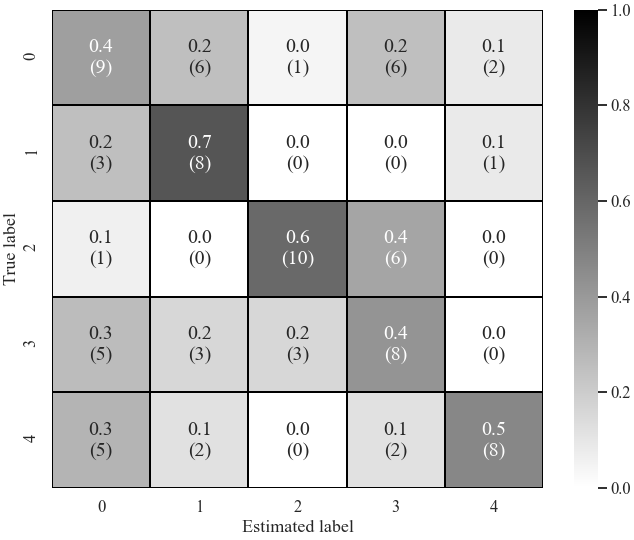 0.4 0.2 0.0 0.2 0.1 1.0
(9) (6) (1) (6) (2)
0
0.8
0.2 0.7 0.0 0.0 0.1
(3) (8) (0) (0) (1)
1
0.6
0.1 0.0 0.6 0.4 0.0
(1) (0) (10) (6) (0)
2
True label
0.4
0.3 0.2 0.2 0.4 0.0
(5) (3) (3) (8) (0)
3
0.2
0.3 0.1 0.0 0.1 0.5
(5) (2) (0) (2) (8)
4
0.0
0 1 2 3 4
Estimated label